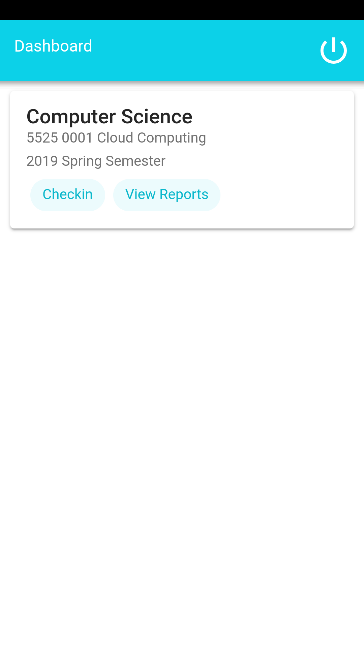 Dashboard
Computer Science
5525 0001 Cloud Computing
2019 Spring Semester
Checkin View Reports